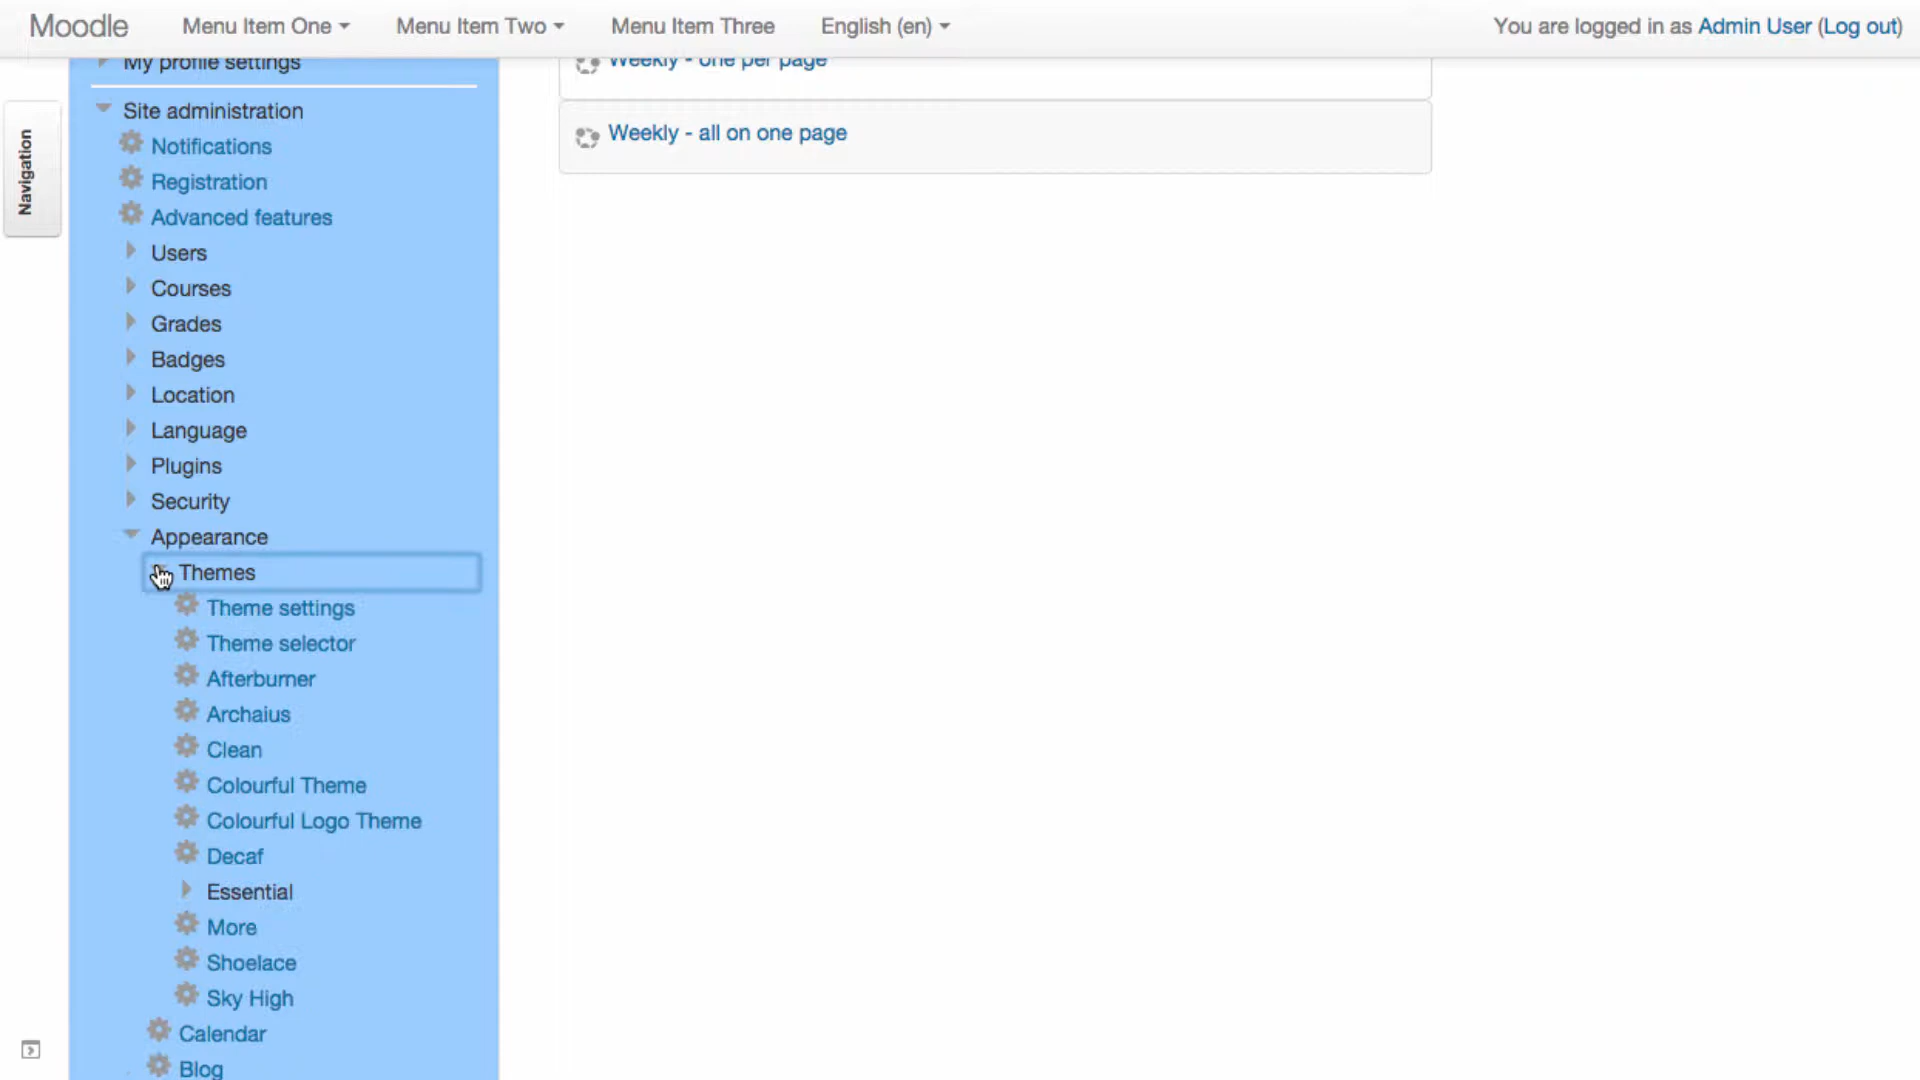 Moodle Menu Item One Menu Item Two Menu Item Three English (en) You are logged in as Admin User (Log out)
My profile settings
Weekly - one per page
Site administration
Weekly - all on one page
Navigation
Notifications
Registration
Advanced features
Users
Courses
Grades
Badges
Location
Language
Plugins
Security
Appearance
Themes
Theme settings
Theme selector
Afterburner
Archaius
Clean
Colourful Theme
Colourful Logo Theme
Decaf
Essential
More
Shoelace
Sky High
Calendar
Blog